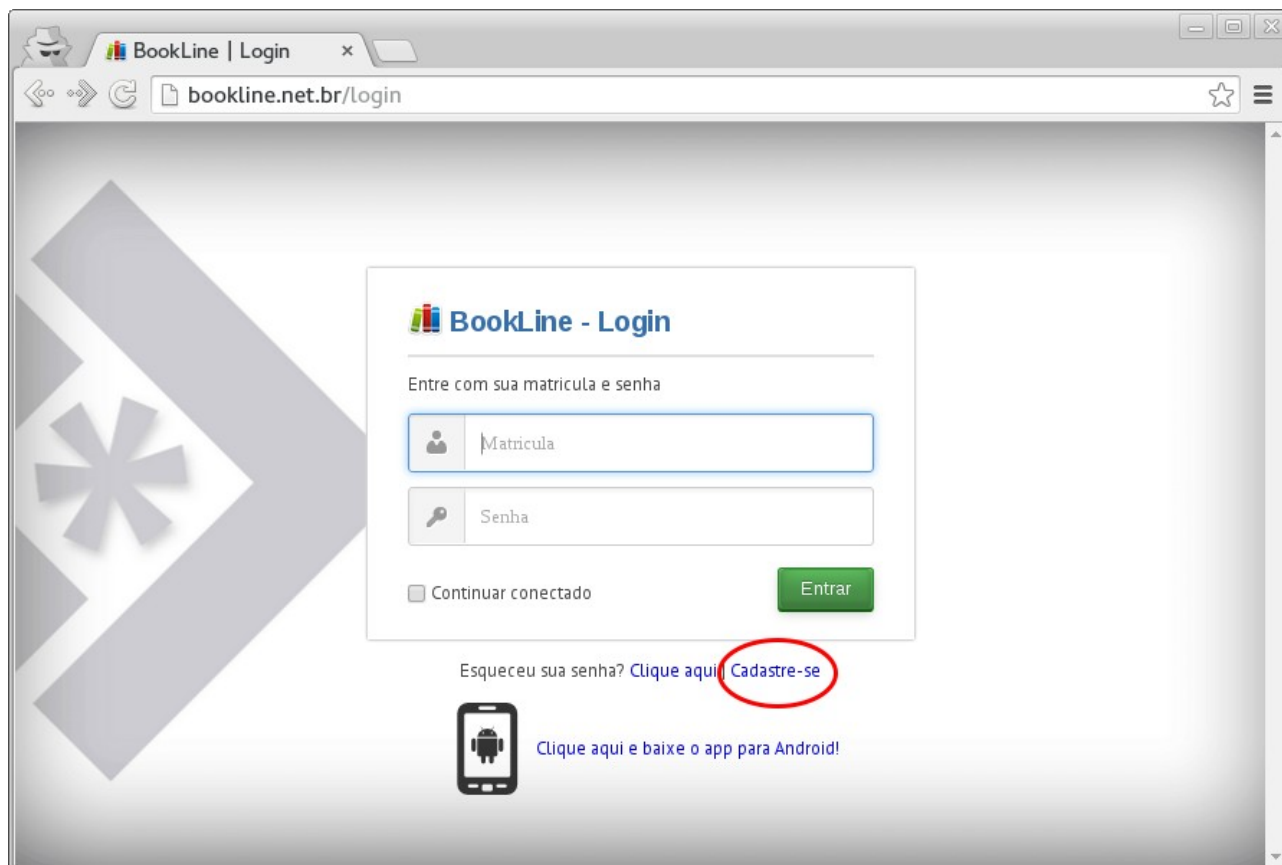 BookLine | Login
bookline.net.br/login
BookLine - Login
Entre com sua matricula e senha
Matricula
Senha
Continuar conectado
Entrar
Esqueceu sua senha? Clique aqui | Cadastre-se
Clique aqui e baixe o app para Android!